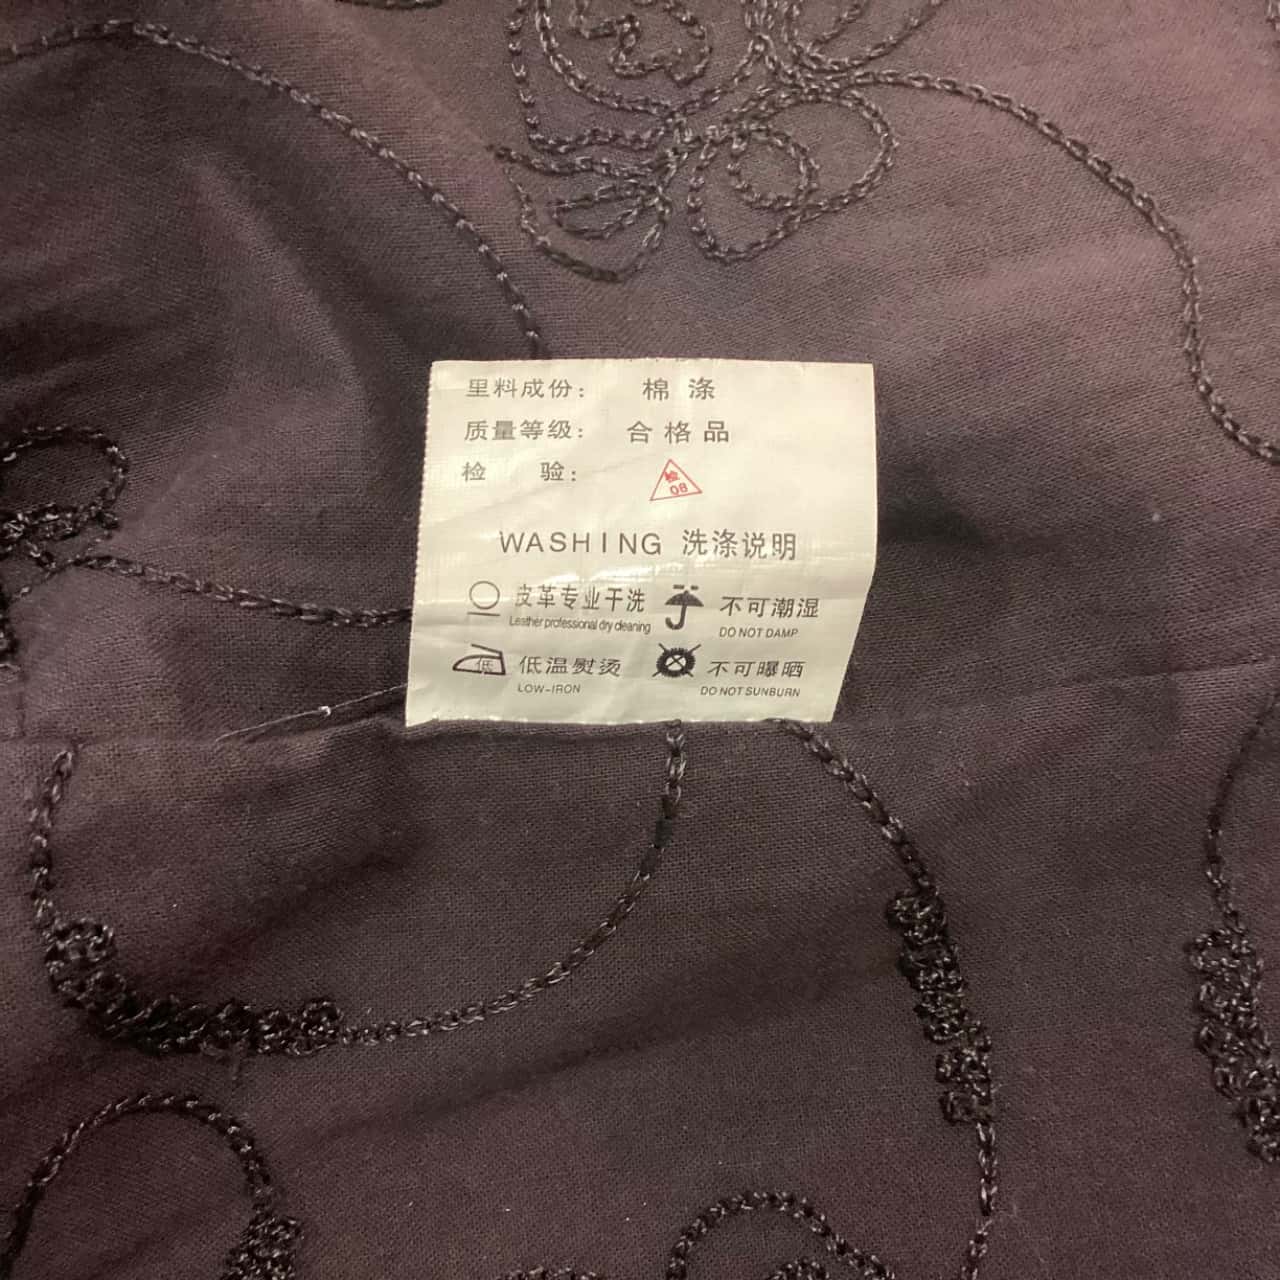 里料成份： 棉 涤
质量等级： 合格品
检 验：
检
08
WASHING 洗涤说明
皮革专业干洗
Leather professional dry cleaning
不可潮湿
DO NOT DAMP
低
低温熨烫
LOW-IRON
不可曝晒
DO NOT SUNBURN